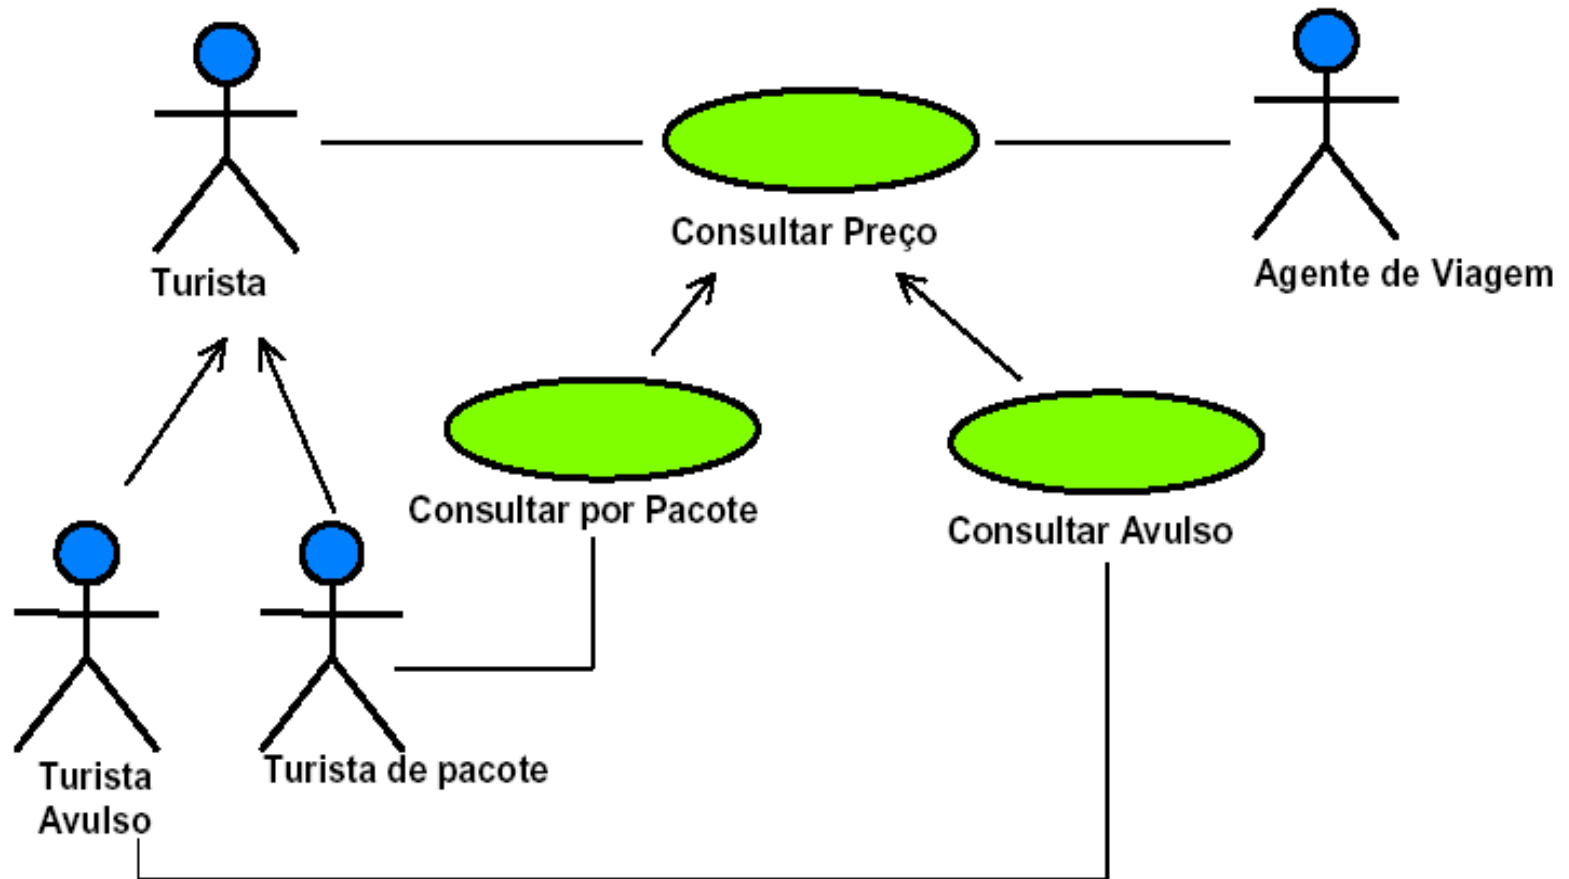 Consultar Preço
Turista
Agente de Viagem
Consultar por Pacote
Consultar Avulso
Turista
Avulso
Turista de pacote